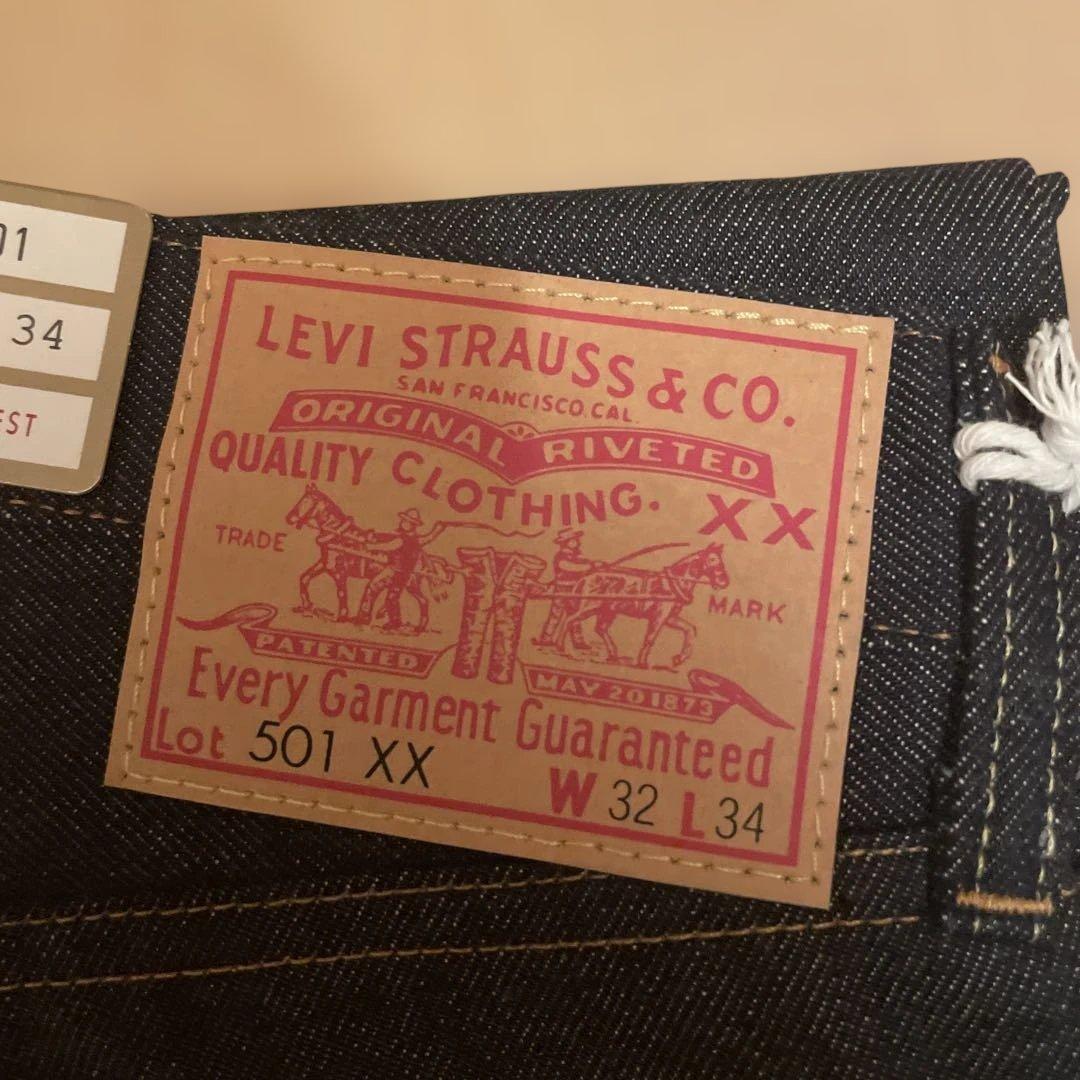 01
34
EST
LEVI STRAUSS & CO.
SAN FRANCISCO, CAL.
ORIGINAL RIVETED
QUALITY CLOTHING.
XX
TRADE MARK
PATENTED MAY 20 1873
Every Garment Guaranteed
Lot 501 XX
W 32 L 34